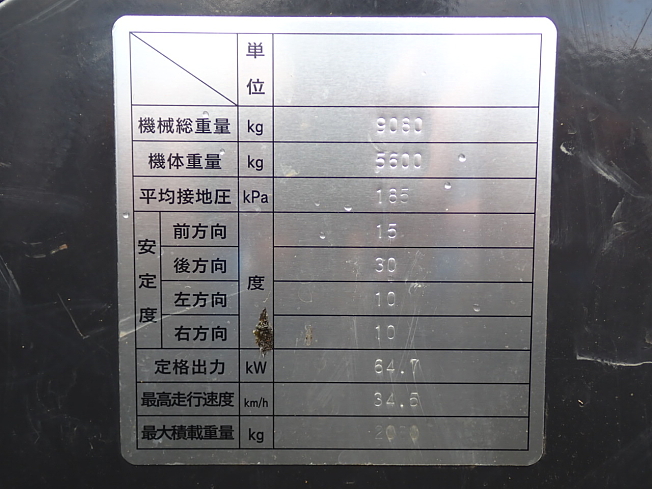 単位
機械総重量 kg 9060
機体重量 kg 5600
平均接地圧 kPa 185
安定度 前方向 度 15
後方向 30
左方向 10
右方向 10
定格出力 kW 64.7
最高走行速度 km/h 34.5
最大積載重量 kg